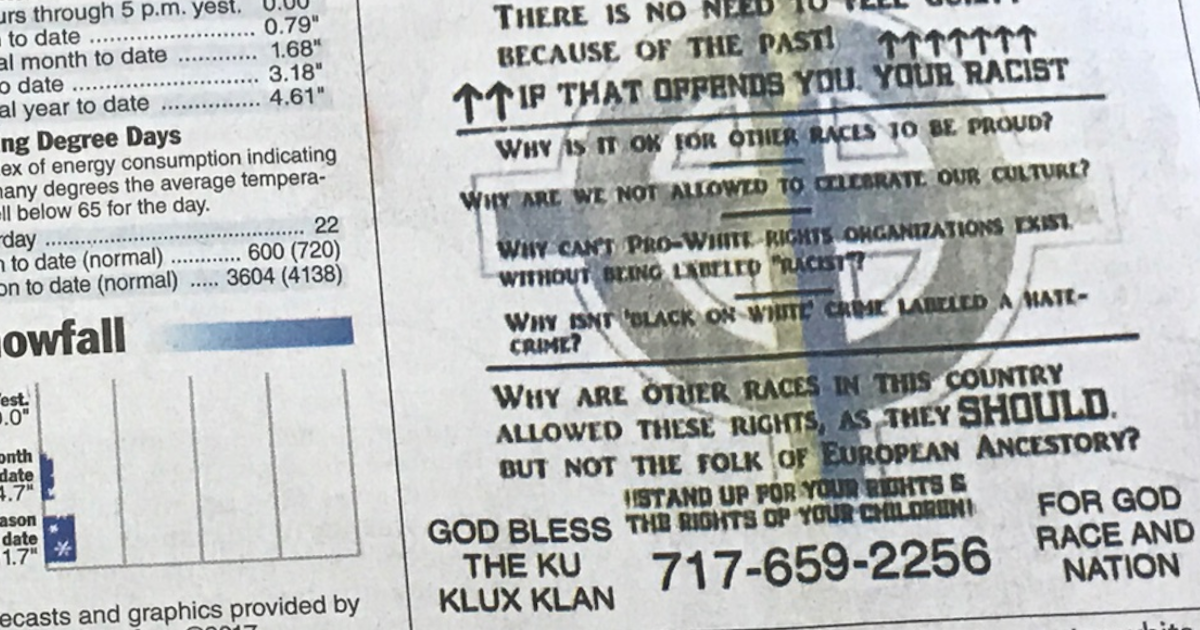 urs through 5 p.m. yest. 0.00"
to date ........................... 0.79"
al month to date ............ 1.68"
o date ............................ 3.18"
al year to date .............. 4.61"
ng Degree Days
ex of energy consumption indicating
many degrees the average tempera-
ll below 65 for the day.
rday ........................................ 22
to date (normal) ............ 600 (720)
on to date (normal) ..... 3604 (4138)
owfall
est.
0.0"
onth
date
4.7"
ason
date
1.7"
ecasts and graphics provided by
THERE IS NO NEED TO FEEL
BECAUSE OF THE PAST! ↑↑↑↑↑↑↑
↑↑IF THAT OFFENDS YOU. YOUR RACIST
WHY IS IT OK FOR OTHER RACES TO BE PROUD?
WHY ARE WE NOT ALLOWED TO CELEBRATE OUR CULTURE?
WHY CAN'T PRO-WHITE RIGHTS ORGANIZATIONS EXIST
WITHOUT BEING LABELED "RACIST"?
WHY ISNT 'BLACK ON WHITE' CRIME LABELED A HATE-
CRIME?
WHY ARE OTHER RACES IN THIS COUNTRY
ALLOWED THESE RIGHTS, AS THEY SHOULD.
BUT NOT THE FOLK OF EUROPEAN ANCESTORY?
!!STAND UP FOR YOUR RIGHTS &
THE RIGHTS OF YOUR CHILDREN!
GOD BLESS
THE KU
KLUX KLAN
717-659-2256
FOR GOD
RACE AND
NATION